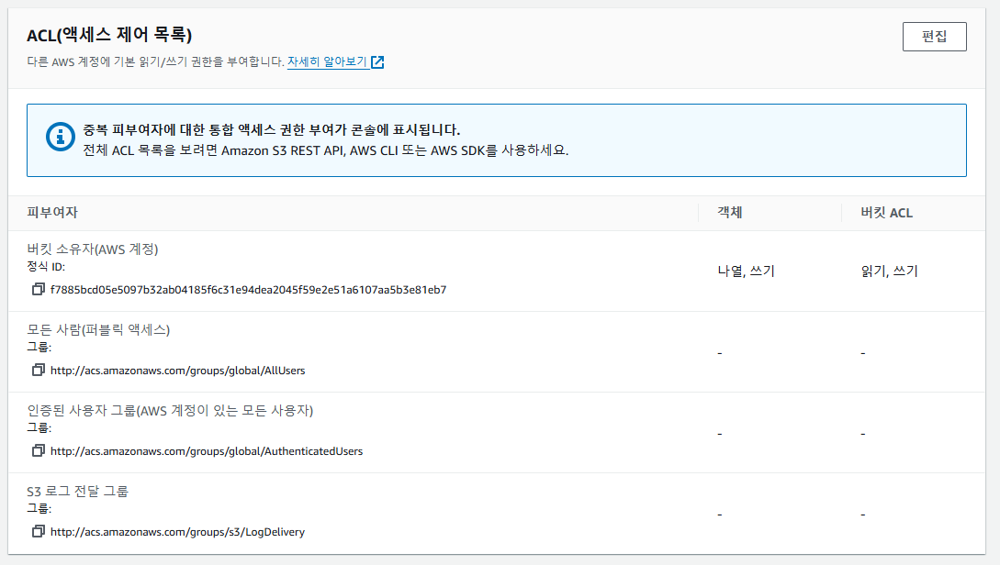 ACL(액세스 제어 목록)
편집
다른 AWS 계정에 기본 읽기/쓰기 권한을 부여합니다. 자세히 알아보기
중복 피부여자에 대한 통합 액세스 권한 부여가 콘솔에 표시됩니다.
전체 ACL 목록을 보려면 Amazon S3 REST API, AWS CLI 또는 AWS SDK를 사용하세요.
피부여자 객체 버킷 ACL
버킷 소유자(AWS 계정)
정식 ID:
f7885bcd05e5097b32ab04185f6c31e94dea2045f59e2e51a6107aa5b3e81eb7
나열, 쓰기 읽기, 쓰기
모든 사람(퍼블릭 액세스)
그룹:
http://acs.amazonaws.com/groups/global/AllUsers
- -
인증된 사용자 그룹(AWS 계정이 있는 모든 사용자)
그룹:
http://acs.amazonaws.com/groups/global/AuthenticatedUsers
- -
S3 로그 전달 그룹
그룹:
http://acs.amazonaws.com/groups/s3/LogDelivery
- -